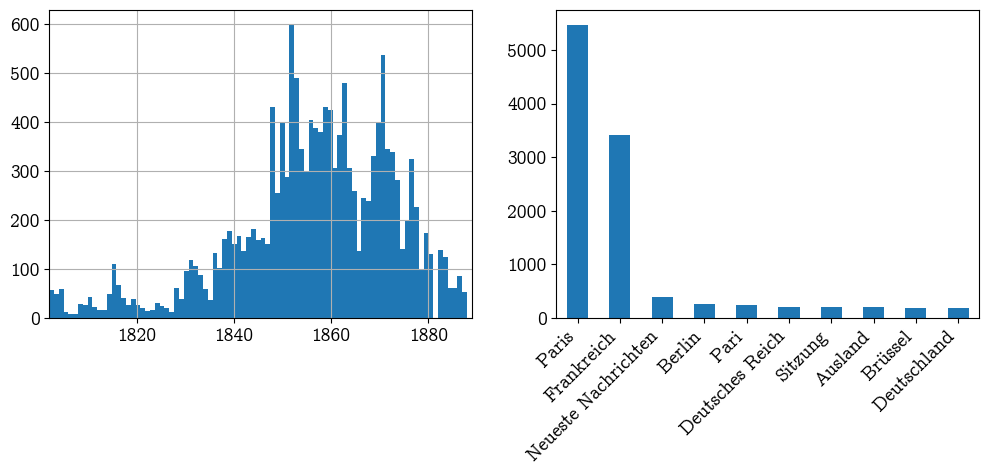 600
500
400
300
200
100
0
1820 1840 1860 1880
5000
4000
3000
2000
1000
0
Paris
Frankreich
Neueste Nachrichten
Berlin
Pari
Deutsches Reich
Sitzung
Ausland
Brüssel
Deutschland